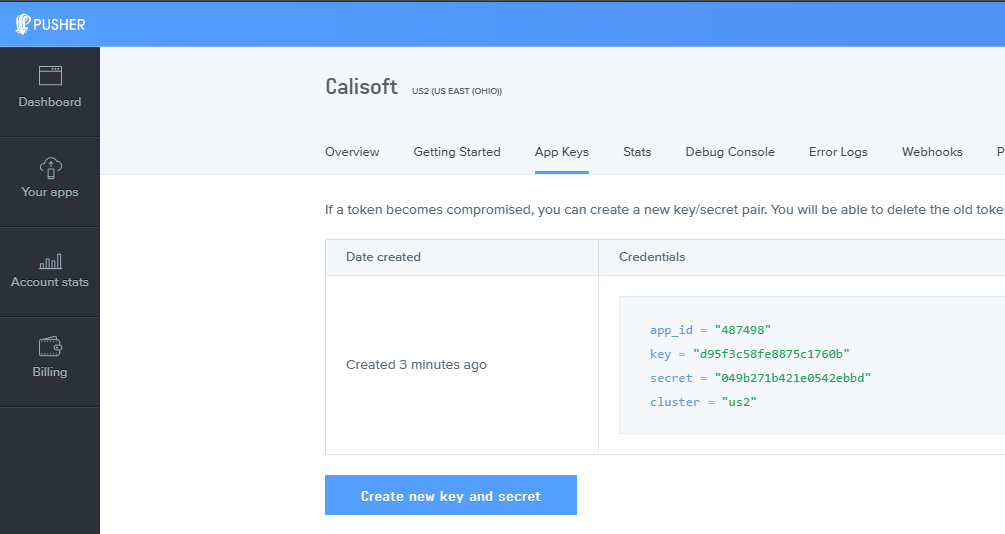 PUSHER
Dashboard
Your apps
Account stats
Billing
Calisoft US2 (US EAST (OHIO))
Overview Getting Started App Keys Stats Debug Console Error Logs Webhooks P
If a token becomes compromised, you can create a new key/secret pair. You will be able to delete the old toke
Date created Credentials
Created 3 minutes ago
app_id = "487498"
key = "d95f3c58fe8875c1760b"
secret = "049b271b421e0542ebbd"
cluster = "us2"
Create new key and secret